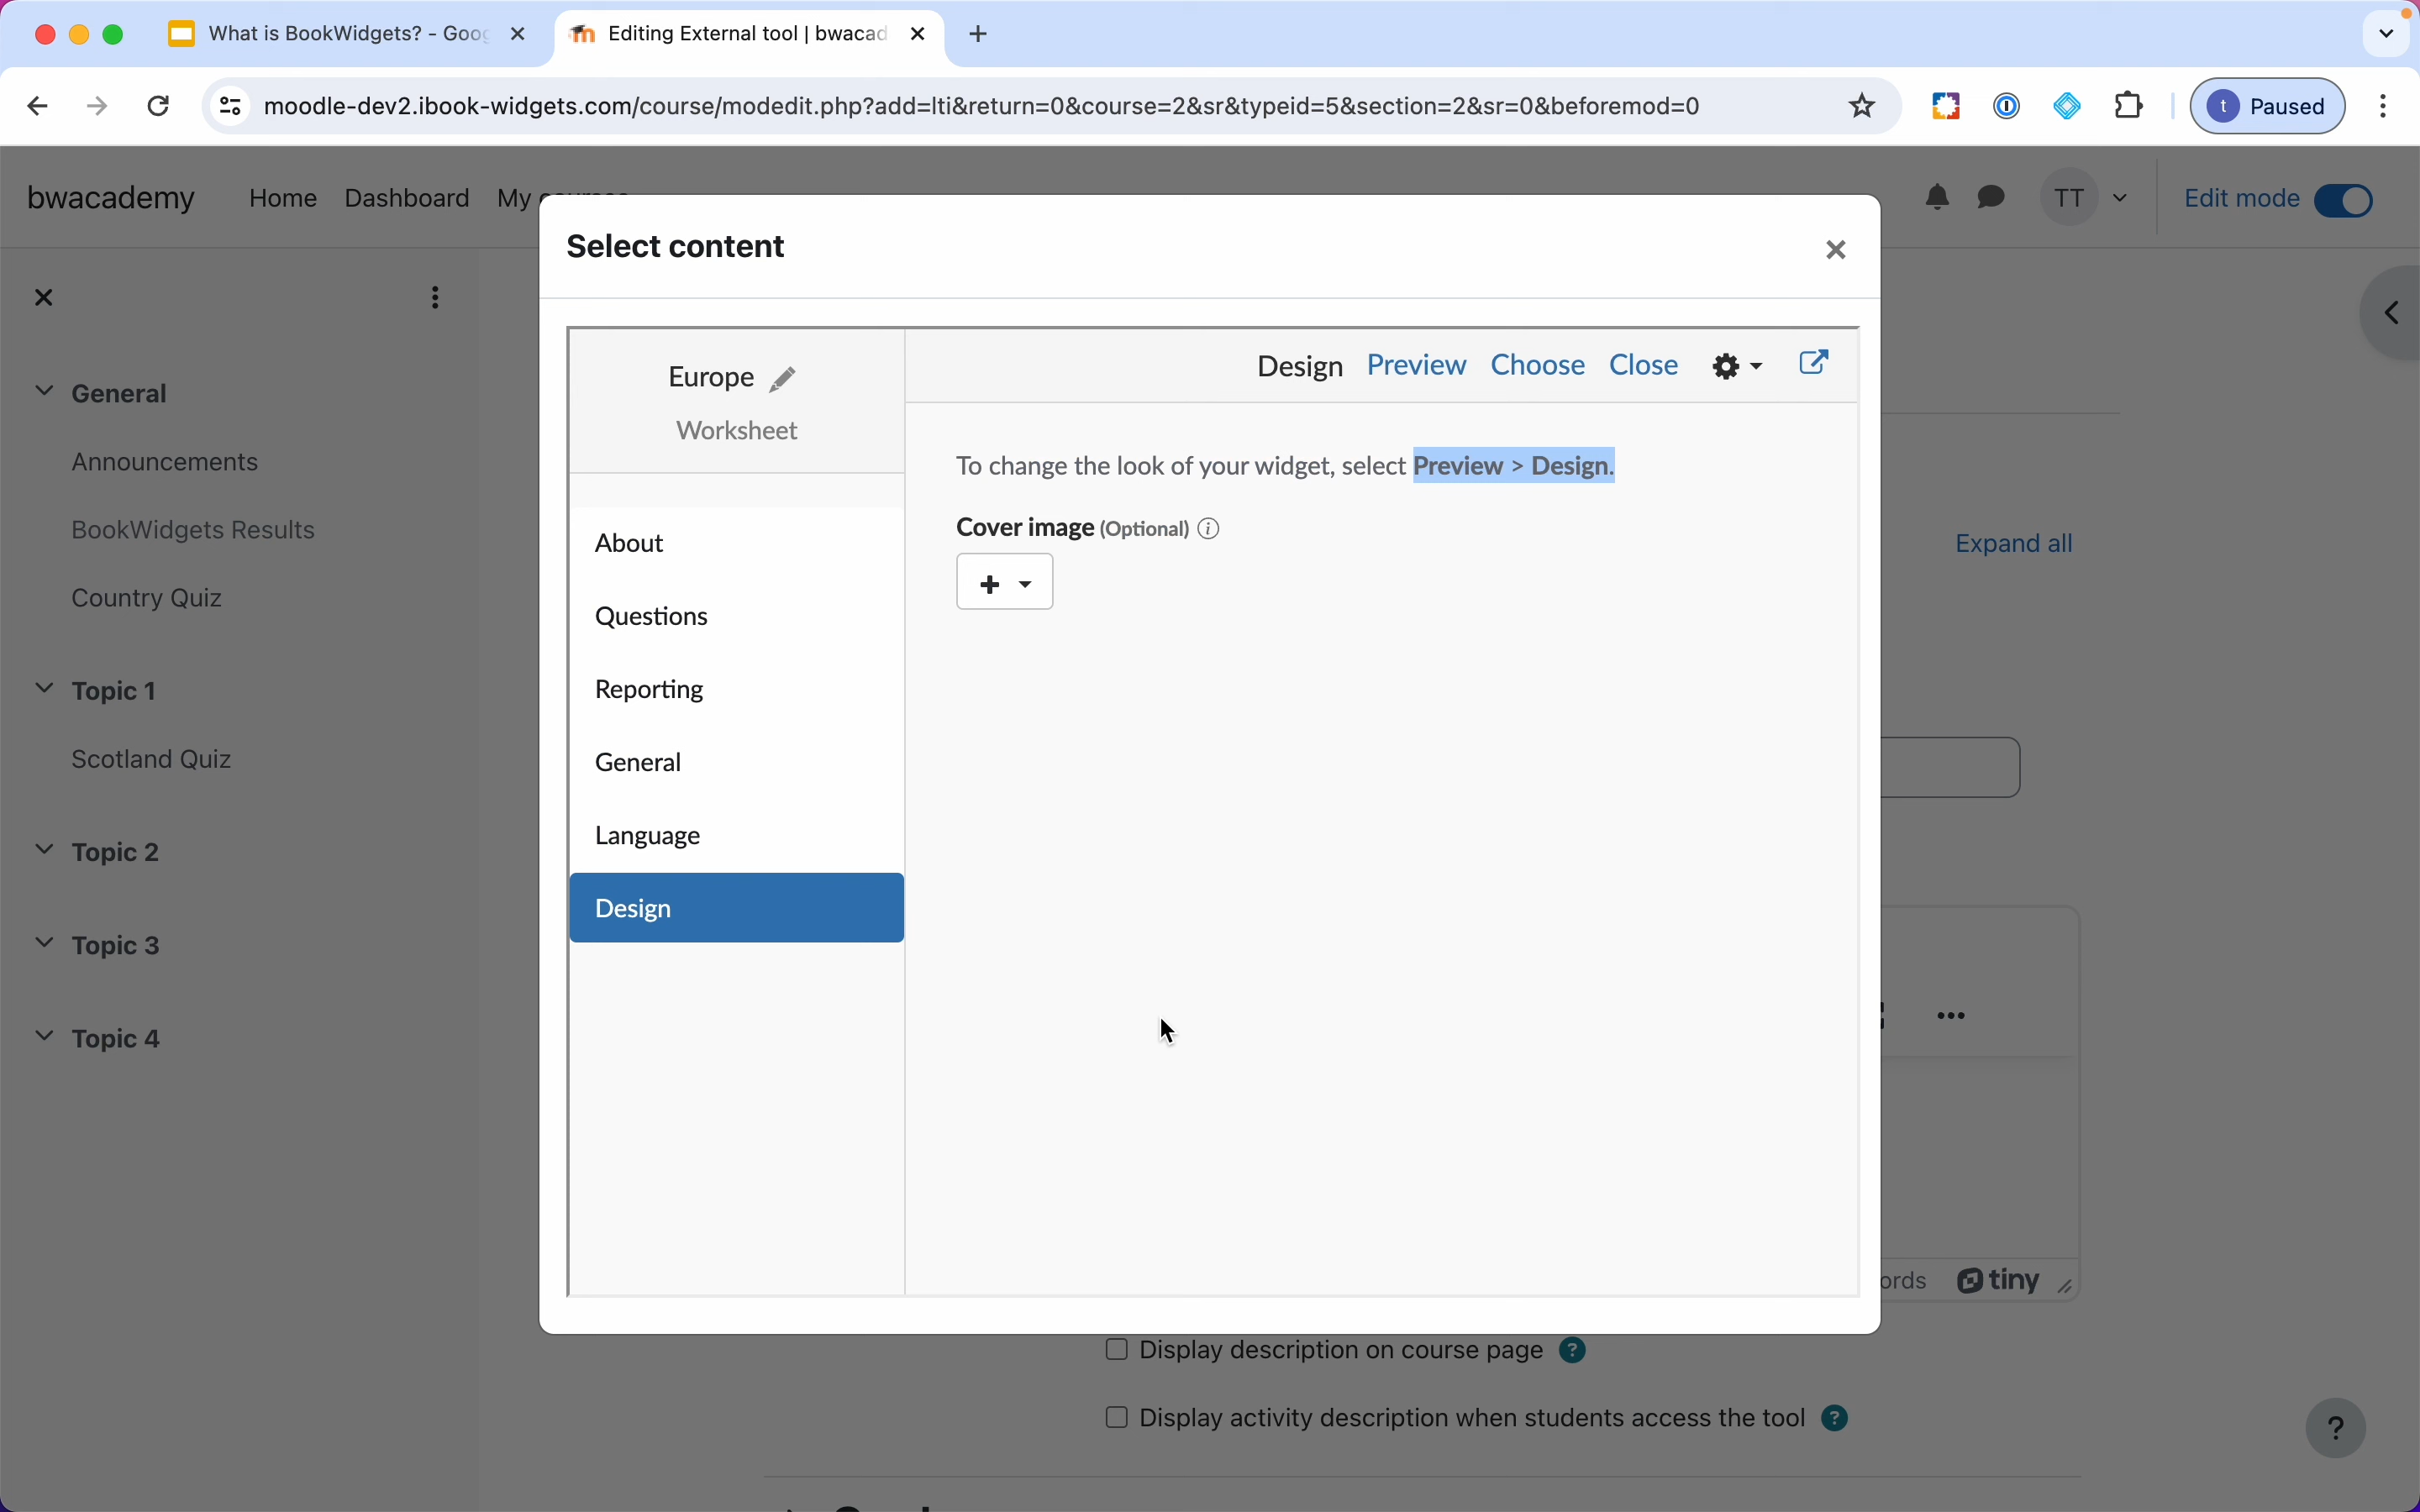 What is BookWidgets? - Goog
Editing External tool | bwacad
moodle-dev2.ibook-widgets.com/course/modedit.php?add=lti&return=0&course=2&sr&typeid=5&section=2&sr=0&beforemod=0
t Paused
bwacademy
Home
Dashboard
My
TT
Edit mode
General
Announcements
BookWidgets Results
Country Quiz
Topic 1
Scotland Quiz
Topic 2
Topic 3
Topic 4
Select content
Europe
Worksheet
About
Questions
Reporting
General
Language
Design
Design Preview Choose Close
To change the look of your widget, select Preview > Design.
Cover image (Optional)
Expand all
ords
tiny
Display description on course page ?
Display activity description when students access the tool ?
?